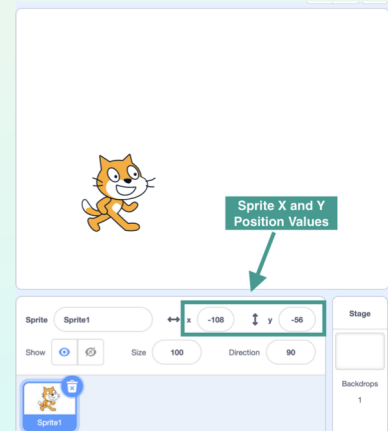 Sprite X and Y
Position Values
Sprite Sprite1 x -108 y -56
Show Size 100 Direction 90
Stage
Backdrops
1
Sprite1